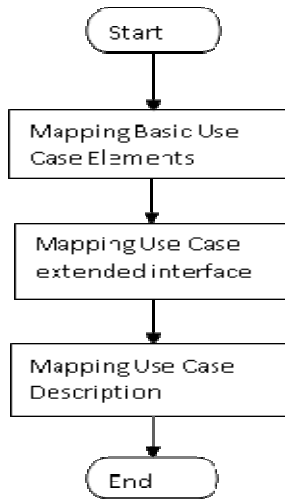 Start
Mapping Basic Use
Case Elements
Mapping Use Case
extended interface
Mapping Use Case
Description
End